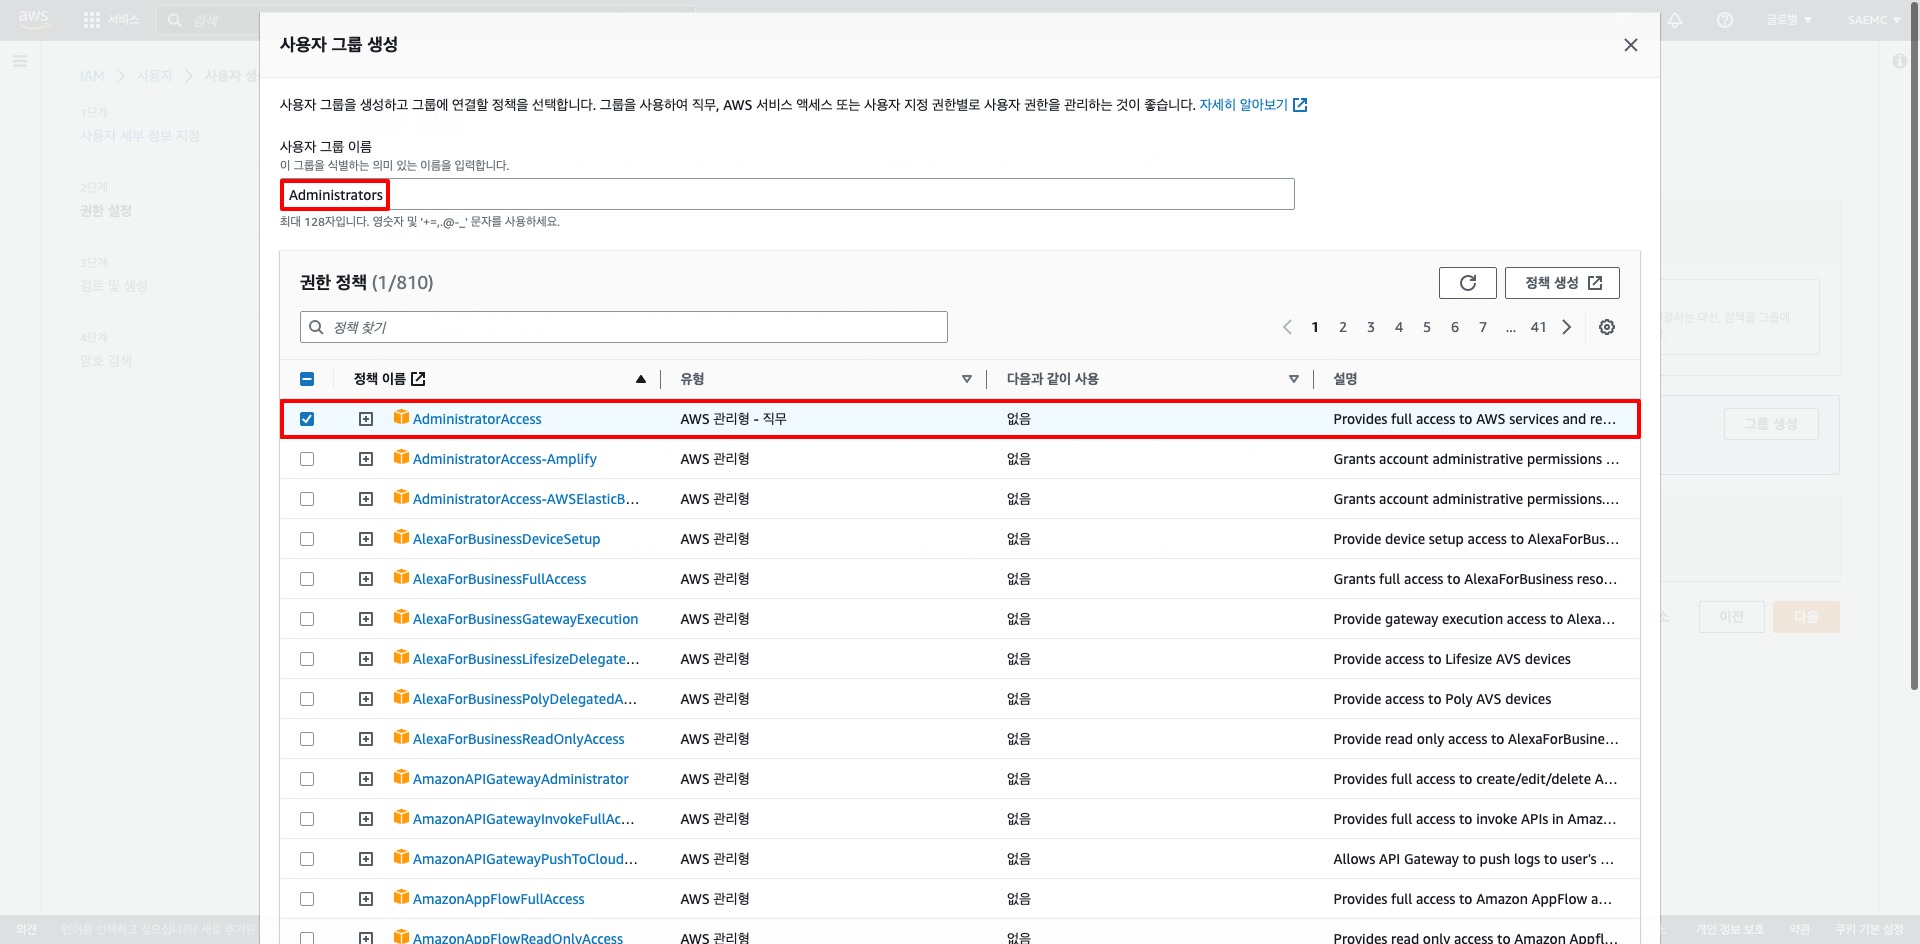 aws 서비스 검색 글로벌 SAEMC
사용자 그룹 생성
IAM 사용자 사용자 생성
사용자 그룹을 생성하고 그룹에 연결할 정책을 선택합니다. 그룹을 사용하여 직무, AWS 서비스 액세스 또는 사용자 지정 권한별로 사용자 권한을 관리하는 것이 좋습니다. 자세히 알아보기
1단계
사용자 세부 정보 지정
2단계
권한 설정
3단계
검토 및 생성
4단계
암호 검색
권한 설정
사용자 그룹 이름
이 그룹을 식별하는 의미 있는 이름을 입력합니다.
Administrators
최대 128자입니다. 영숫자 및 '+=,.@-_' 문자를 사용하세요.
권한 정책 (1/810)
정책 생성
정책 찾기
1 2 3 4 5 6 7 ... 41
정책 이름 유형 다음과 같이 사용 설명
AdministratorAccess AWS 관리형 - 직무 없음 Provides full access to AWS services and re...
AdministratorAccess-Amplify AWS 관리형 없음 Grants account administrative permissions ...
AdministratorAccess-AWSElasticB... AWS 관리형 없음 Grants account administrative permissions....
AlexaForBusinessDeviceSetup AWS 관리형 없음 Provide device setup access to AlexaForBus...
AlexaForBusinessFullAccess AWS 관리형 없음 Grants full access to AlexaForBusiness reso...
AlexaForBusinessGatewayExecution AWS 관리형 없음 Provide gateway execution access to Alexa...
AlexaForBusinessLifesizeDelegate... AWS 관리형 없음 Provide access to Lifesize AVS devices
AlexaForBusinessPolyDelegatedA... AWS 관리형 없음 Provide access to Poly AVS devices
AlexaForBusinessReadOnlyAccess AWS 관리형 없음 Provide read only access to AlexaForBusine...
AmazonAPIGatewayAdministrator AWS 관리형 없음 Provides full access to create/edit/delete A...
AmazonAPIGatewayInvokeFullAc... AWS 관리형 없음 Provides full access to invoke APIs in Amaz...
AmazonAPIGatewayPushToCloud... AWS 관리형 없음 Allows API Gateway to push logs to user's ...
AmazonAppFlowFullAccess AWS 관리형 없음 Provides full access to Amazon AppFlow a...
AmazonAppFlowReadOnlyAccess AWS 관리형 없음 Provides read only access to Amazon Appfl...
결하는 대신, 정책을 그룹에
그룹 생성
소 이전 다음
의견 언어를 선택하고 싶으십니까? 새로 추가된 개인 정보 보호 약관 쿠키 기본 설정